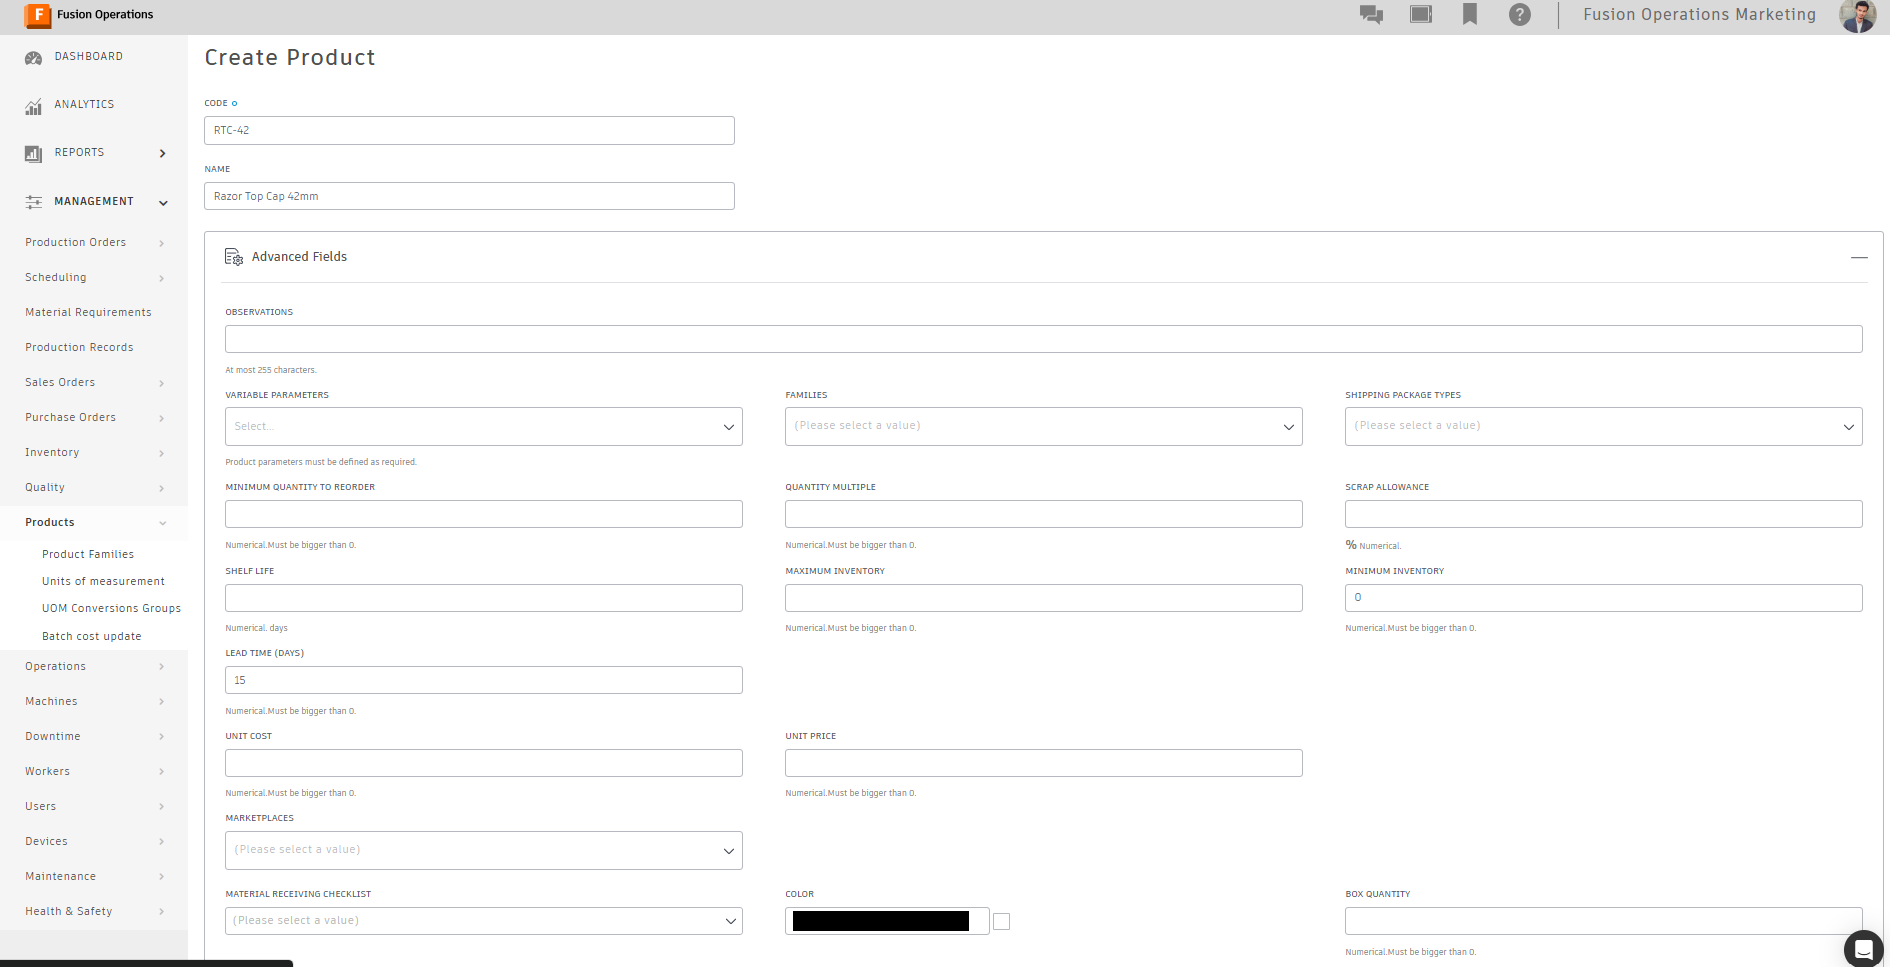 F Fusion Operations
? Fusion Operations Marketing
DASHBOARD
ANALYTICS
REPORTS
MANAGEMENT
Production Orders
Scheduling
Material Requirements
Production Records
Sales Orders
Purchase Orders
Inventory
Quality
Products
Product Families
Units of measurement
UOM Conversions Groups
Batch cost update
Operations
Machines
Downtime
Workers
Users
Devices
Maintenance
Health & Safety
Create Product
CODE
RTC-42
NAME
Razor Top Cap 42mm
Advanced Fields
OBSERVATIONS
At most 255 characters.
VARIABLE PARAMETERS FAMILIES SHIPPING PACKAGE TYPES
Select... (Please select a value) (Please select a value)
Product parameters must be defined as required.
MINIMUM QUANTITY TO REORDER QUANTITY MULTIPLE SCRAP ALLOWANCE
Numerical.Must be bigger than 0. Numerical.Must be bigger than 0. % Numerical.
SHELF LIFE MAXIMUM INVENTORY MINIMUM INVENTORY
0
Numerical. days Numerical.Must be bigger than 0. Numerical.Must be bigger than 0.
LEAD TIME (DAYS)
15
Numerical.Must be bigger than 0.
UNIT COST UNIT PRICE
Numerical.Must be bigger than 0. Numerical.Must be bigger than 0.
MARKETPLACES
(Please select a value)
MATERIAL RECEIVING CHECKLIST COLOR BOX QUANTITY
(Please select a value)
Numerical.Must be bigger than 0.